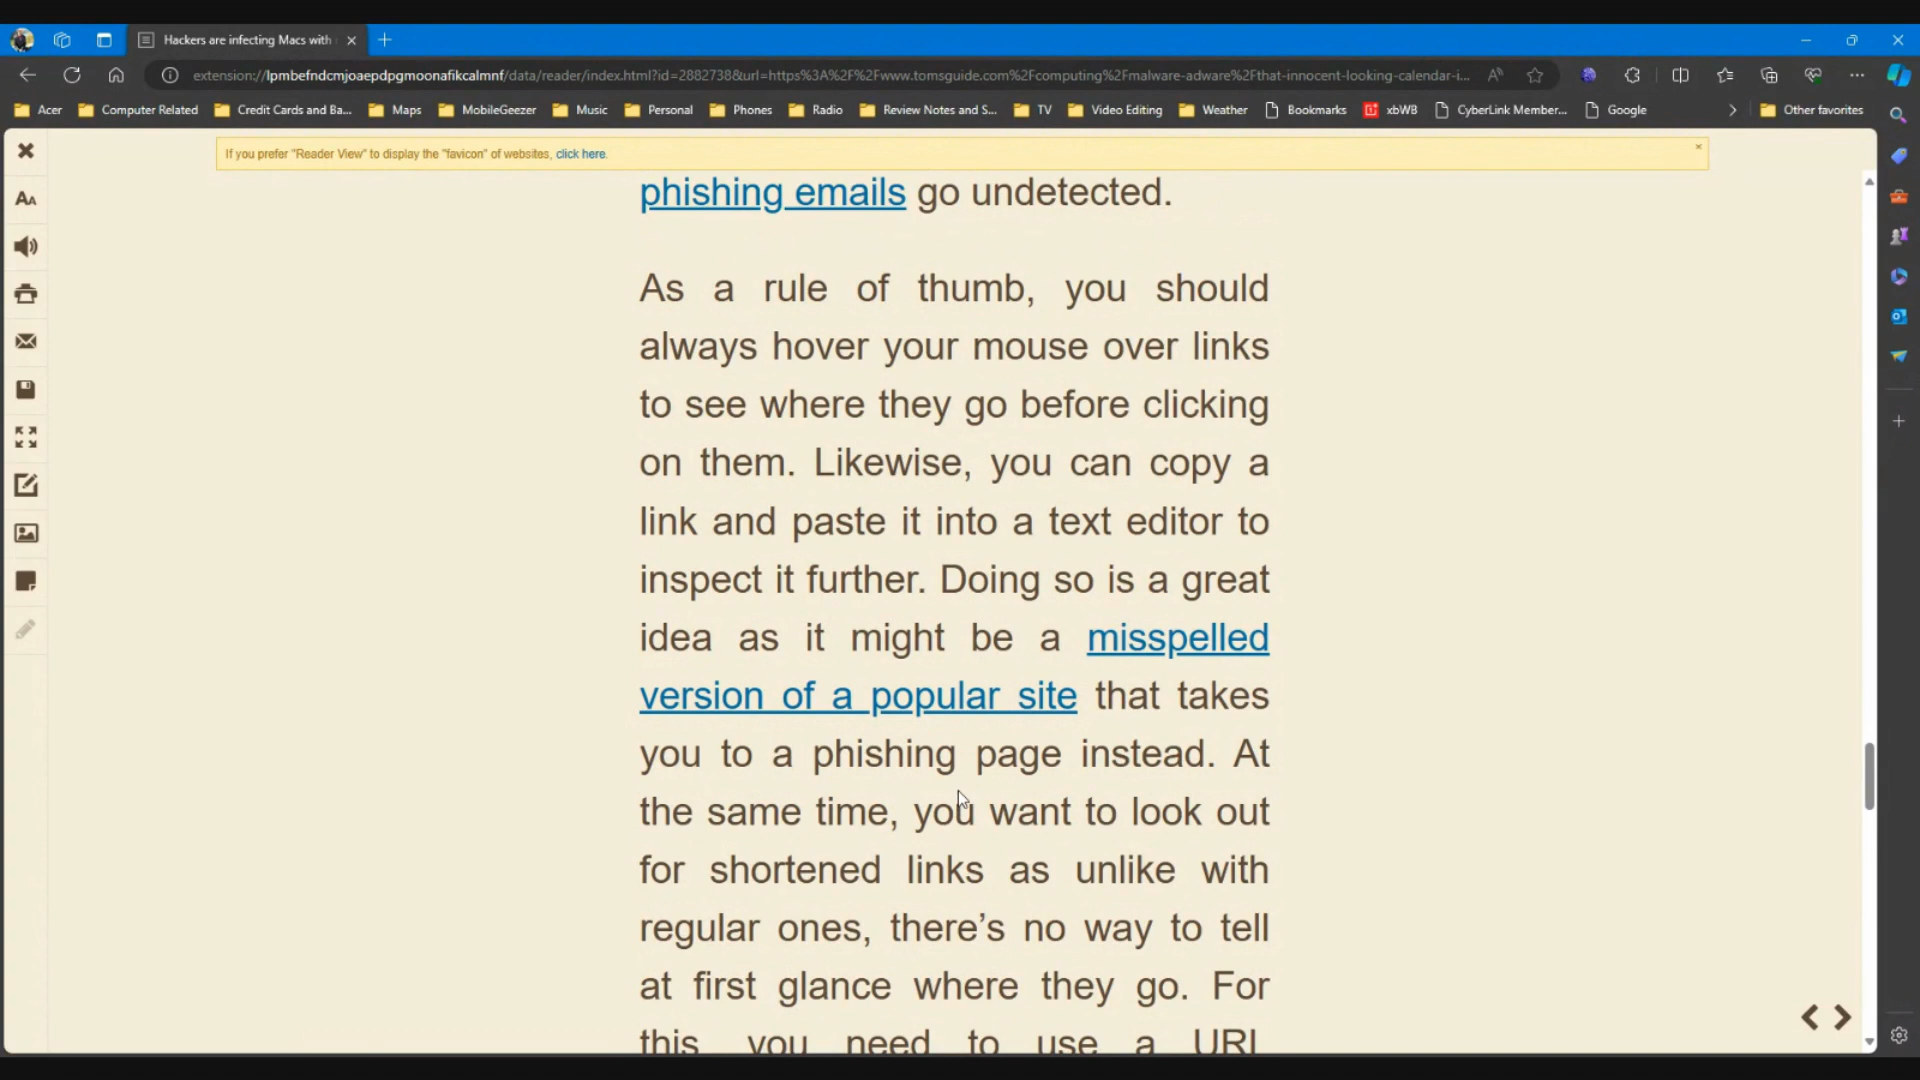 Hackers are infecting Macs with
extension://lpmbefndcmjoaepdpgmoonafikcalmnf/data/reader/index.html?id=2882738&url=https%3A%2F%2Fwww.tomsguide.com%2Fcomputing%2Fmalware-adware%2Fthat-innocent-looking-calendar-i...
Acer Computer Related Credit Cards and Ba... Maps MobileGeezer Music Personal Phones Radio Review Notes and S... TV Video Editing Weather Bookmarks xbWB CyberLink Member... Google Other favorites
If you prefer "Reader View" to display the "favicon" of websites, click here.
phishing emails go undetected.
As a rule of thumb, you should
always hover your mouse over links
to see where they go before clicking
on them. Likewise, you can copy a
link and paste it into a text editor to
inspect it further. Doing so is a great
idea as it might be a misspelled
version of a popular site that takes
you to a phishing page instead. At
the same time, you want to look out
for shortened links as unlike with
regular ones, there’s no way to tell
at first glance where they go. For
this, you need to use a URL